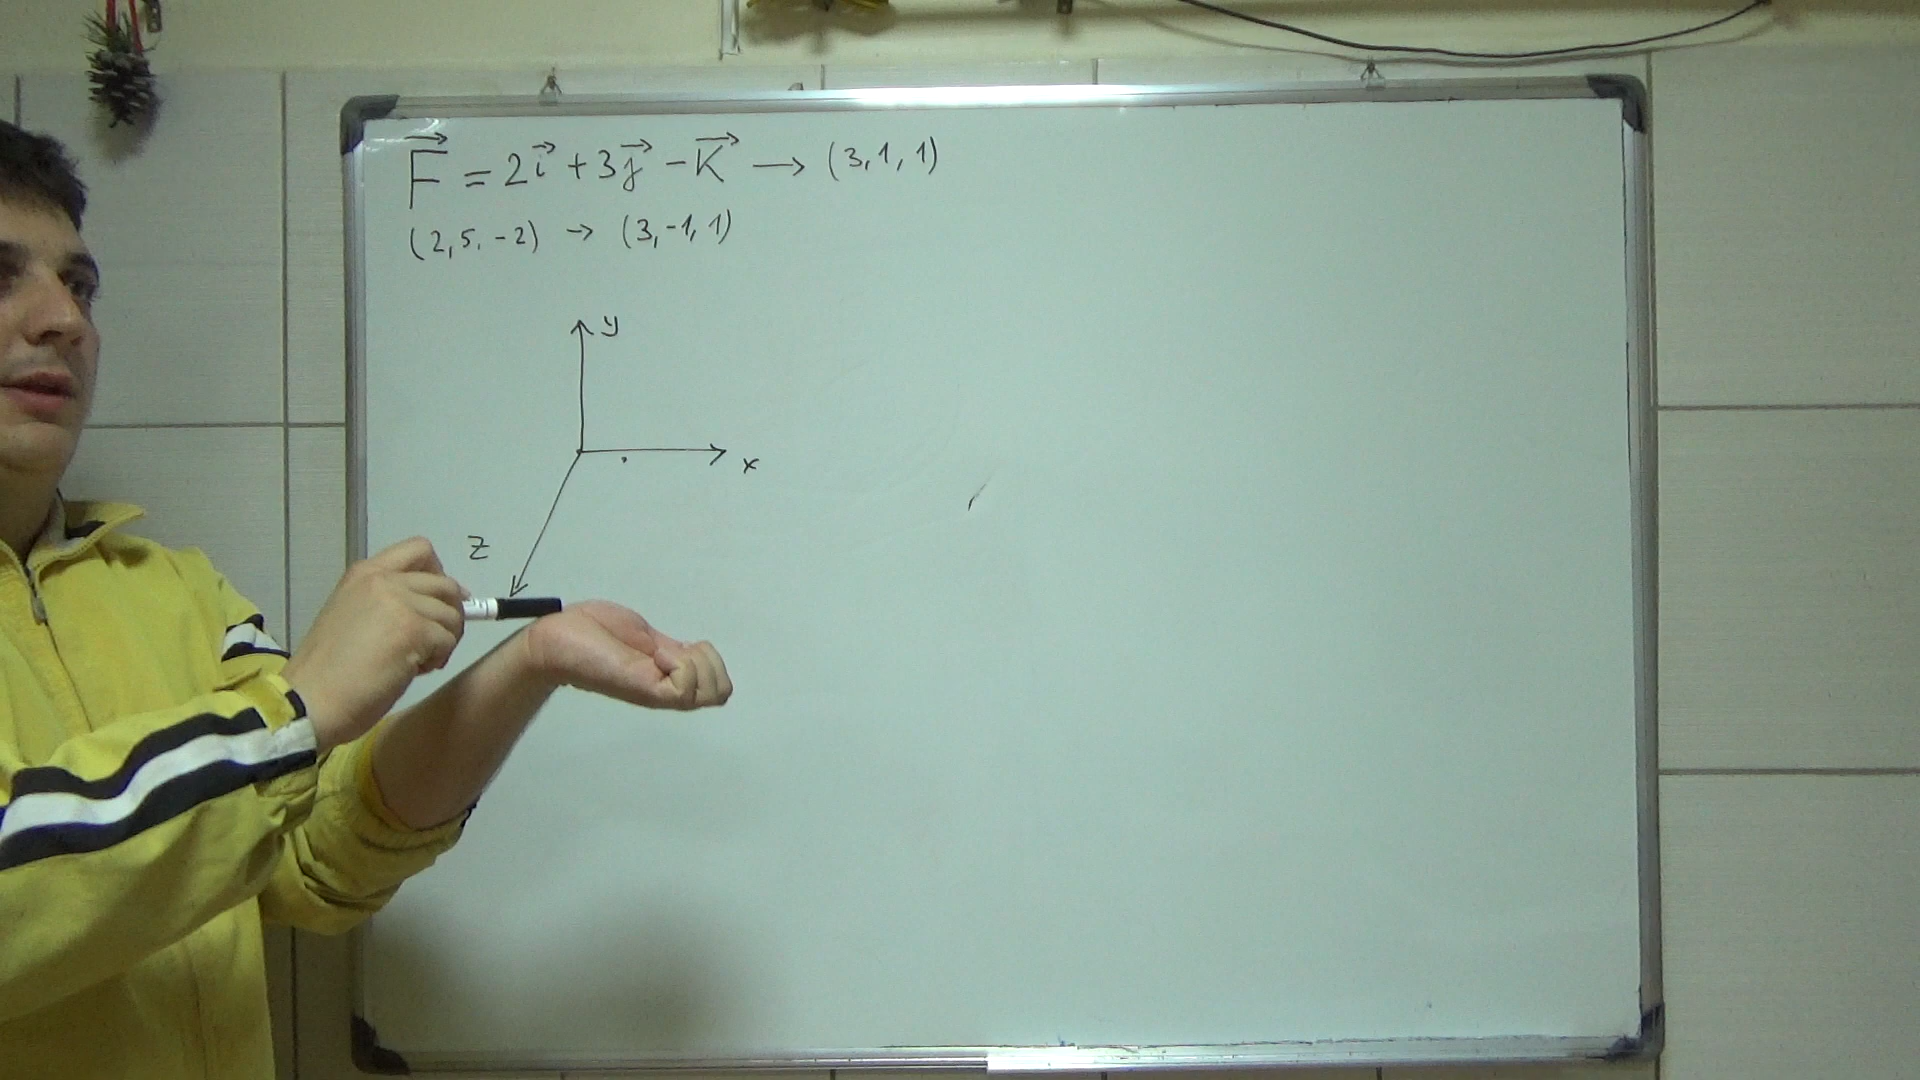 F⃗ = 2i⃗ + 3j⃗ - K⃗ → (3,1,1)
(2,5,-2) → (3,-1,1)
y
x
z